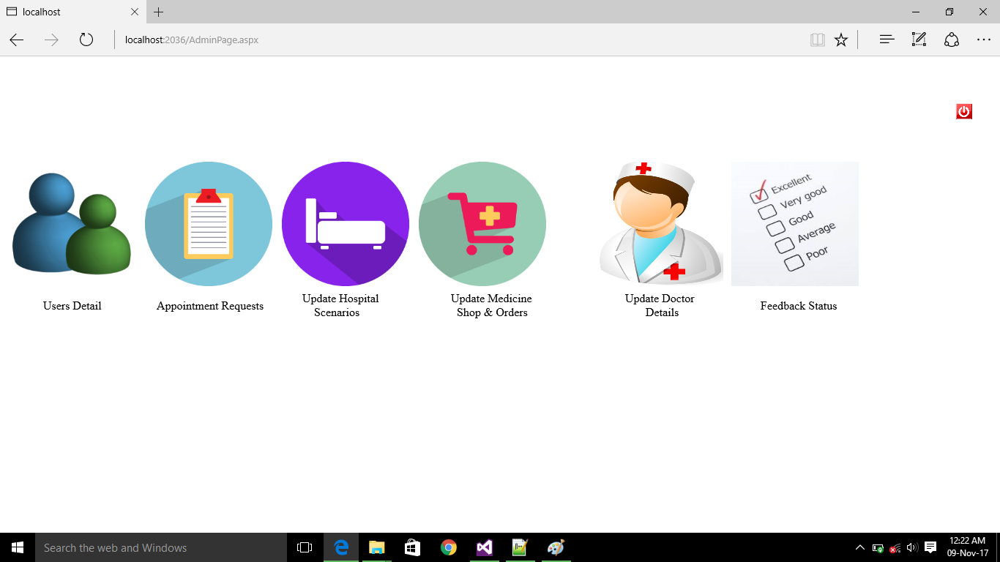 localhost
localhost:2036/AdminPage.aspx
Excellent
Very good
Good
Average
Poor
Users Detail
Appointment Requests
Update Hospital
Scenarios
Update Medicine
Shop & Orders
Update Doctor
Details
Feedback Status
Search the web and Windows
12:22 AM
09-Nov-17